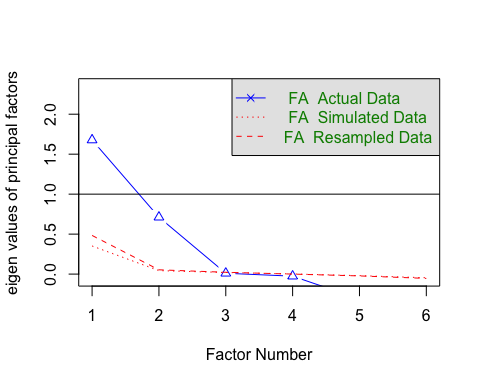 FA  Actual Data
FA  Simulated Data
FA  Resampled Data
eigen values of principal factors
2.0
1.5
1.0
0.5
0.0
1 2 3 4 5 6
Factor Number